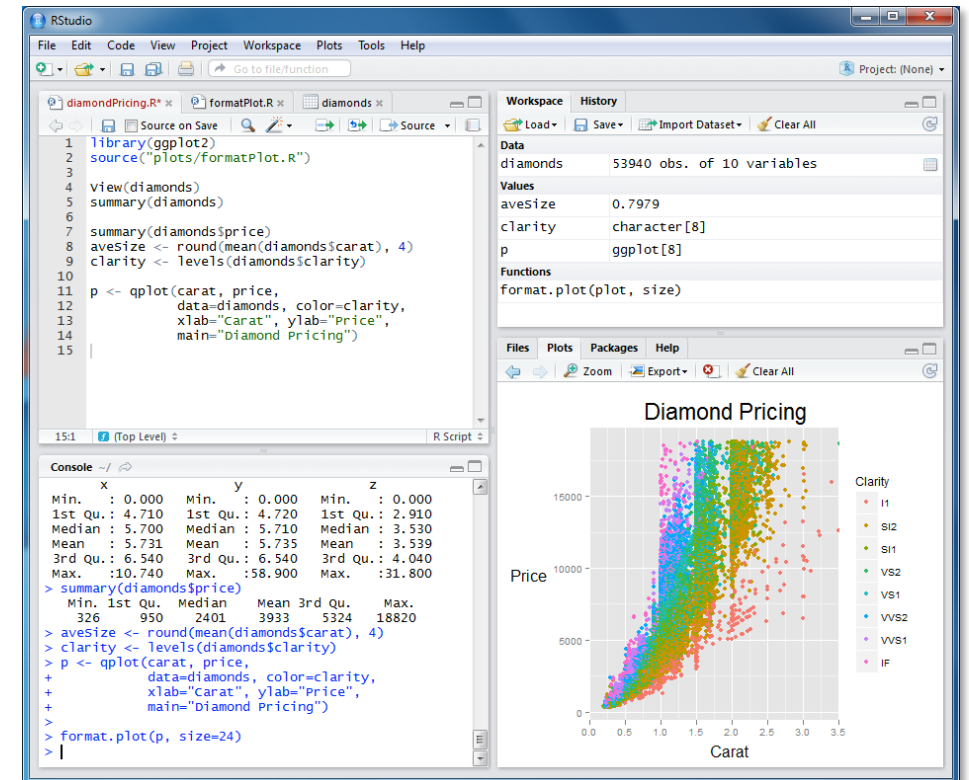 RStudio
File Edit Code View Project Workspace Plots Tools Help
Go to file/function
Project: (None)
diamondPricing.R* × formatPlot.R × diamonds ×
Source on Save Source
1 library(ggplot2)
2 source("plots/formatPlot.R")
3
4 View(diamonds)
5 summary(diamonds)
6
7 summary(diamonds$price)
8 aveSize <- round(mean(diamonds$carat), 4)
9 clarity <- levels(diamonds$clarity)
10
11 p <- qplot(carat, price,
12 data=diamonds, color=clarity,
13 xlab="Carat", ylab="Price",
14 main="Diamond Pricing")
15
15:1 (Top Level) R Script
Console ~/
x y z
Min. : 0.000 Min. : 0.000 Min. : 0.000
1st Qu.: 4.710 1st Qu.: 4.720 1st Qu.: 2.910
Median : 5.700 Median : 5.710 Median : 3.530
Mean : 5.731 Mean : 5.735 Mean : 3.539
3rd Qu.: 6.540 3rd Qu.: 6.540 3rd Qu.: 4.040
Max. :10.740 Max. :58.900 Max. :31.800
> summary(diamonds$price)
Min. 1st Qu. Median Mean 3rd Qu. Max.
326 950 2401 3933 5324 18820
> aveSize <- round(mean(diamonds$carat), 4)
> clarity <- levels(diamonds$clarity)
> p <- qplot(carat, price,
+ data=diamonds, color=clarity,
+ xlab="Carat", ylab="Price",
+ main="Diamond Pricing")
>
> format.plot(p, size=24)
>
Workspace History
Load Save Import Dataset Clear All
Data
diamonds 53940 obs. of 10 variables
Values
aveSize 0.7979
clarity character[8]
p ggplot[8]
Functions
format.plot(plot, size)
Files Plots Packages Help
Zoom Export Clear All
Diamond Pricing
Price
15000
10000
5000
0
0.0 0.5 1.0 1.5 2.0 2.5 3.0 3.5
Carat
Clarity
I1
SI2
SI1
VS2
VS1
VVS2
VVS1
IF